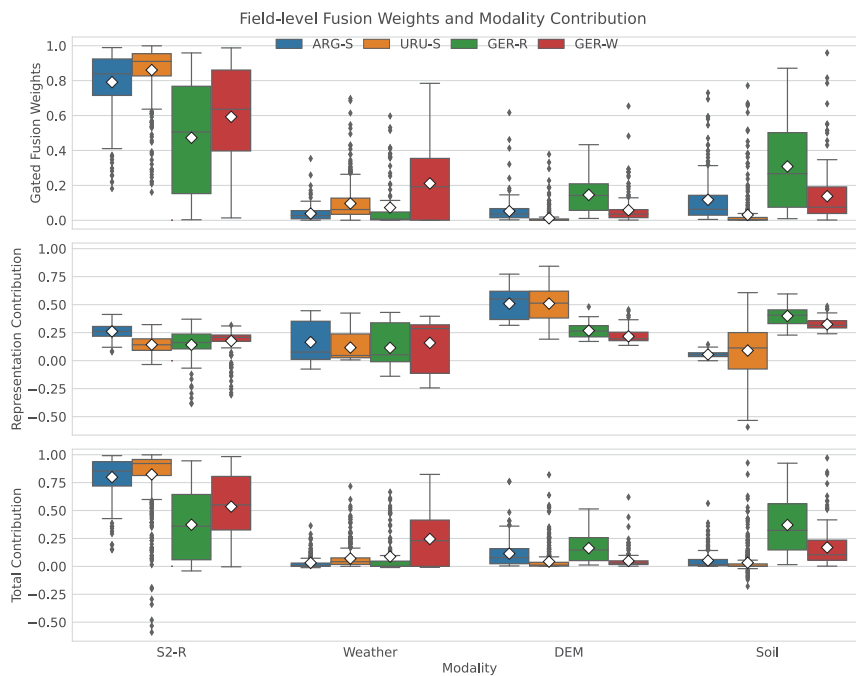 Field-level Fusion Weights and Modality Contribution
ARG-S URU-S GER-R GER-W
Gated Fusion Weights
1.0
0.8
0.6
0.4
0.2
0.0
Representation Contribution
1.00
0.75
0.50
0.25
0.00
−0.25
−0.50
Total Contribution
1.00
0.75
0.50
0.25
0.00
−0.25
−0.50
S2-R Weather DEM Soil
Modality